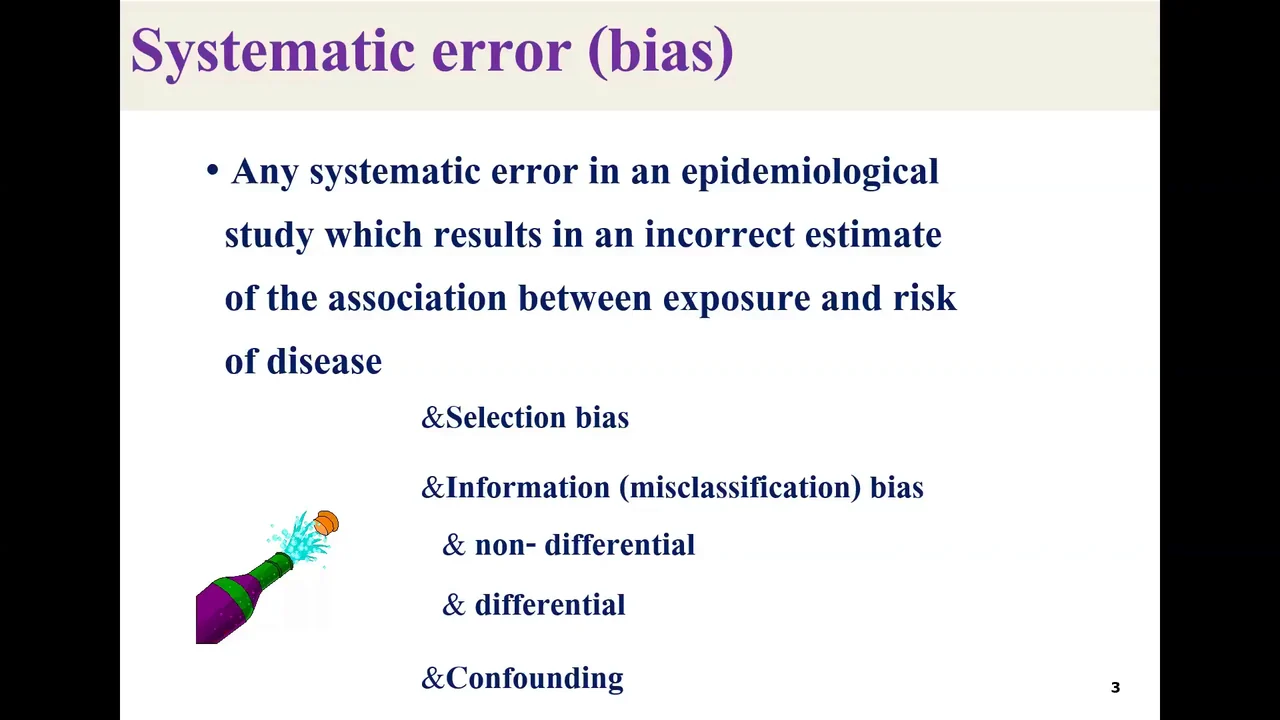 Systematic error (bias)
• Any systematic error in an epidemiological
study which results in an incorrect estimate
of the association between exposure and risk
of disease
&Selection bias
&Information (misclassification) bias
& non- differential
& differential
&Confounding
3